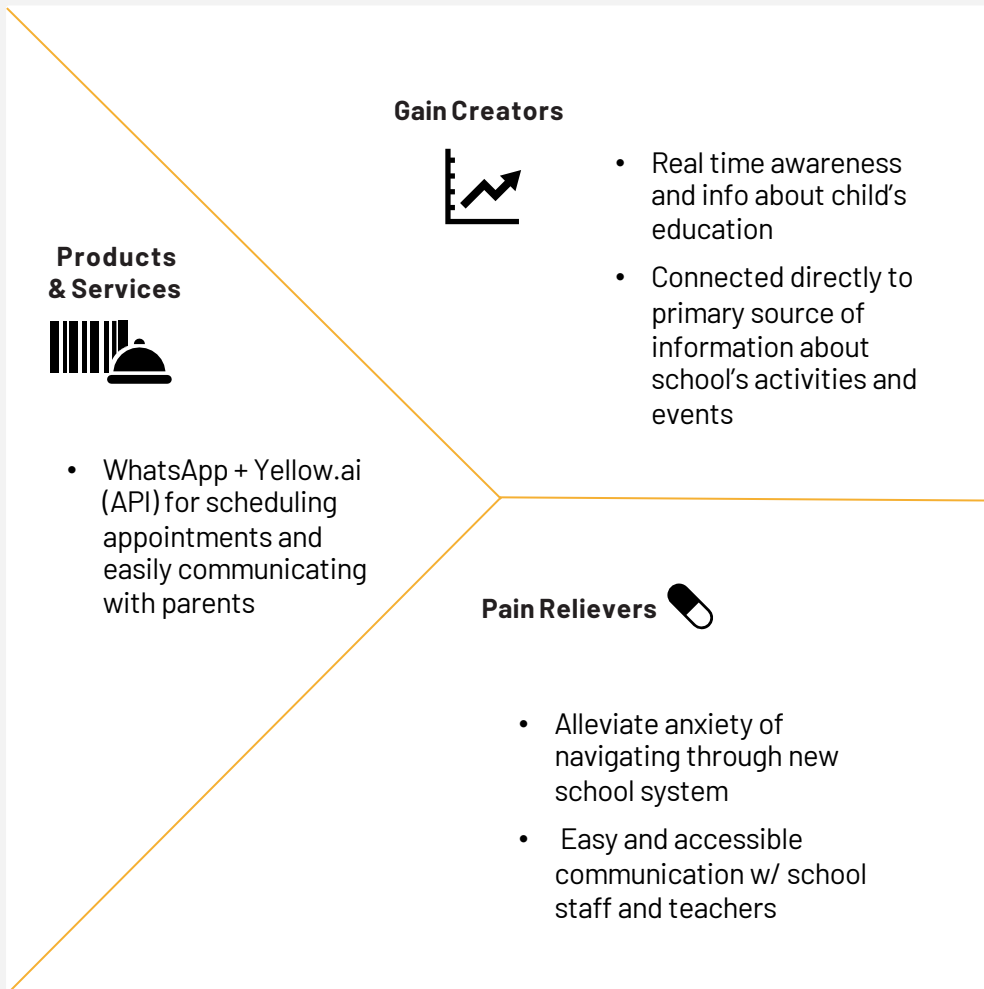 Gain Creators
• Real time awareness
and info about child's
education
• Connected directly to
primary source of
information about
school's activities and
events
Products
& Services
• WhatsApp + Yellow.ai
(API) for scheduling
appointments and
easily communicating
with parents
Pain Relievers
• Alleviate anxiety of
navigating through new
school system
• Easy and accessible
communication w/ school
staff and teachers